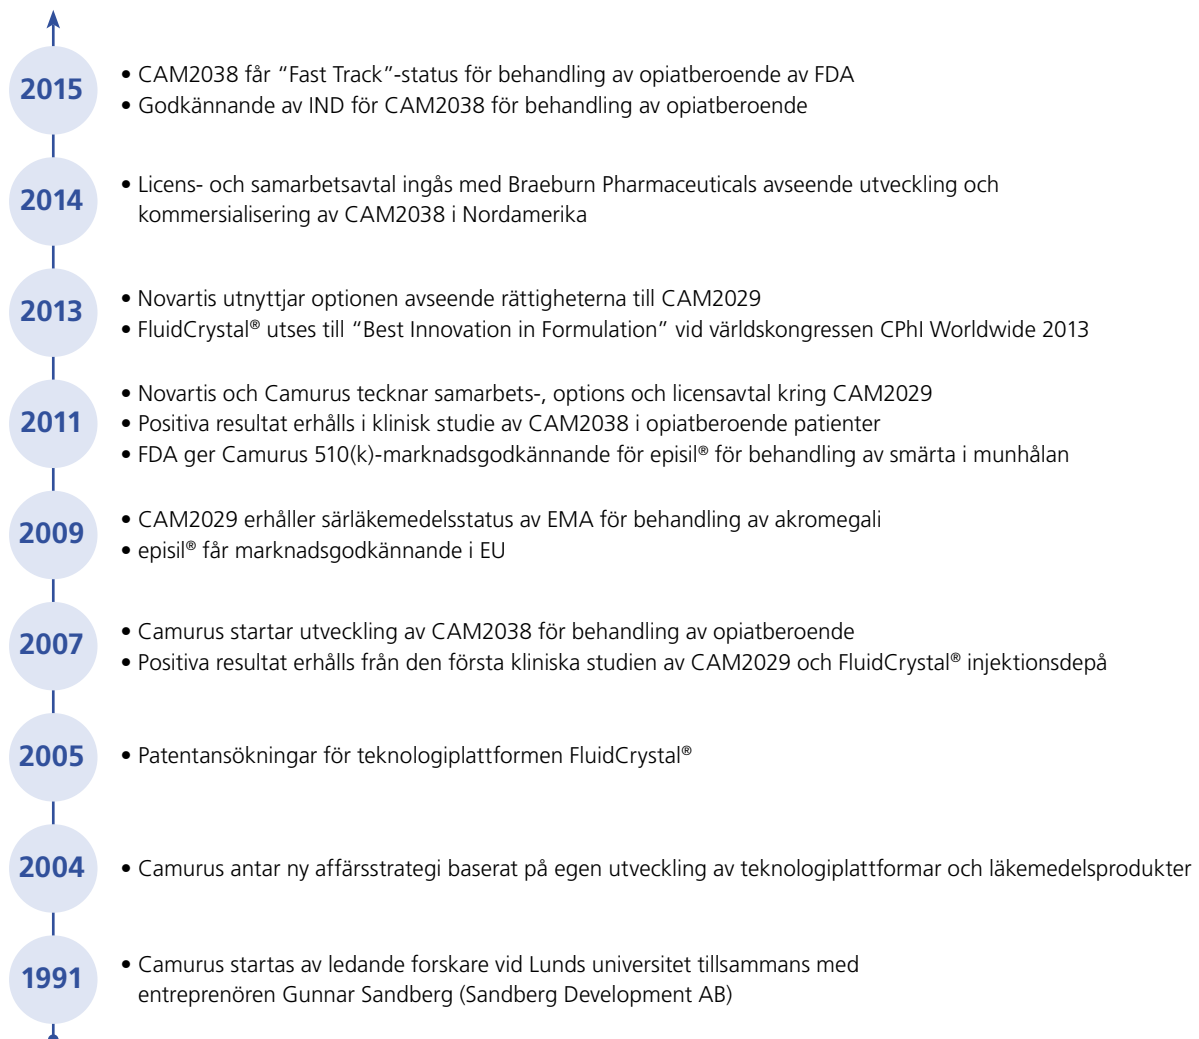 2015
• CAM2038 får “Fast Track”-status för behandling av opiatberoende av FDA
• Godkännande av IND för CAM2038 för behandling av opiatberoende
2014
• Licens- och samarbetsavtal ingås med Braeburn Pharmaceuticals avseende utveckling och
kommersialisering av CAM2038 i Nordamerika
2013
• Novartis utnyttjar optionen avseende rättigheterna till CAM2029
• FluidCrystal® utses till “Best Innovation in Formulation” vid världskongressen CPhI Worldwide 2013
2011
• Novartis och Camurus tecknar samarbets-, options och licensavtal kring CAM2029
• Positiva resultat erhålls i klinisk studie av CAM2038 i opiatberoende patienter
• FDA ger Camurus 510(k)-marknadsgodkännande för episil® för behandling av smärta i munhålan
2009
• CAM2029 erhåller särläkemedelsstatus av EMA för behandling av akromegali
• episil® får marknadsgodkännande i EU
2007
• Camurus startar utveckling av CAM2038 för behandling av opiatberoende
• Positiva resultat erhålls från den första kliniska studien av CAM2029 och FluidCrystal® injektionsdepå
2005
• Patentansökningar för teknologiplattformen FluidCrystal®
2004
• Camurus antar ny affärsstrategi baserat på egen utveckling av teknologiplattformar och läkemedelsprodukter
1991
• Camurus startas av ledande forskare vid Lunds universitet tillsammans med
entreprenören Gunnar Sandberg (Sandberg Development AB)